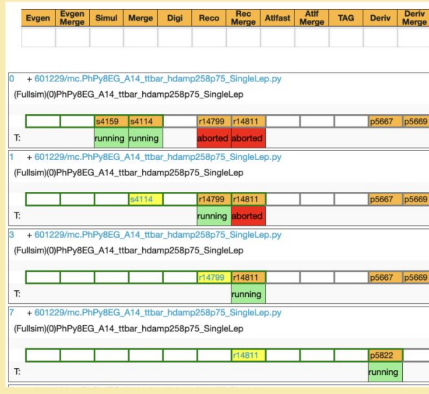 Evgen Evgen Merge Simul Merge Digi Reco Rec Merge Atlfast Atlf Merge TAG Deriv Deriv Merge
0 + 601229/mc.PhPy8EG_A14_ttbar_hdamp258p75_SingleLep.py
(Fullsim)(0)PhPy8EG_A14_ttbar_hdamp258p75_SingleLep
s4159 s4114 r14799 r14811 p5667 p5669
T: running running aborted aborted
1 + 601229/mc.PhPy8EG_A14_ttbar_hdamp258p75_SingleLep.py
(Fullsim)(0)PhPy8EG_A14_ttbar_hdamp258p75_SingleLep
s4114 r14799 r14811 p5667 p5669
T: running aborted
3 + 601229/mc.PhPy8EG_A14_ttbar_hdamp258p75_SingleLep.py
(Fullsim)(0)PhPy8EG_A14_ttbar_hdamp258p75_SingleLep
r14799 r14811 p5667 p5669
T: running
7 + 601229/mc.PhPy8EG_A14_ttbar_hdamp258p75_SingleLep.py
(Fullsim)(0)PhPy8EG_A14_ttbar_hdamp258p75_SingleLep
r14811 p5822
T: running